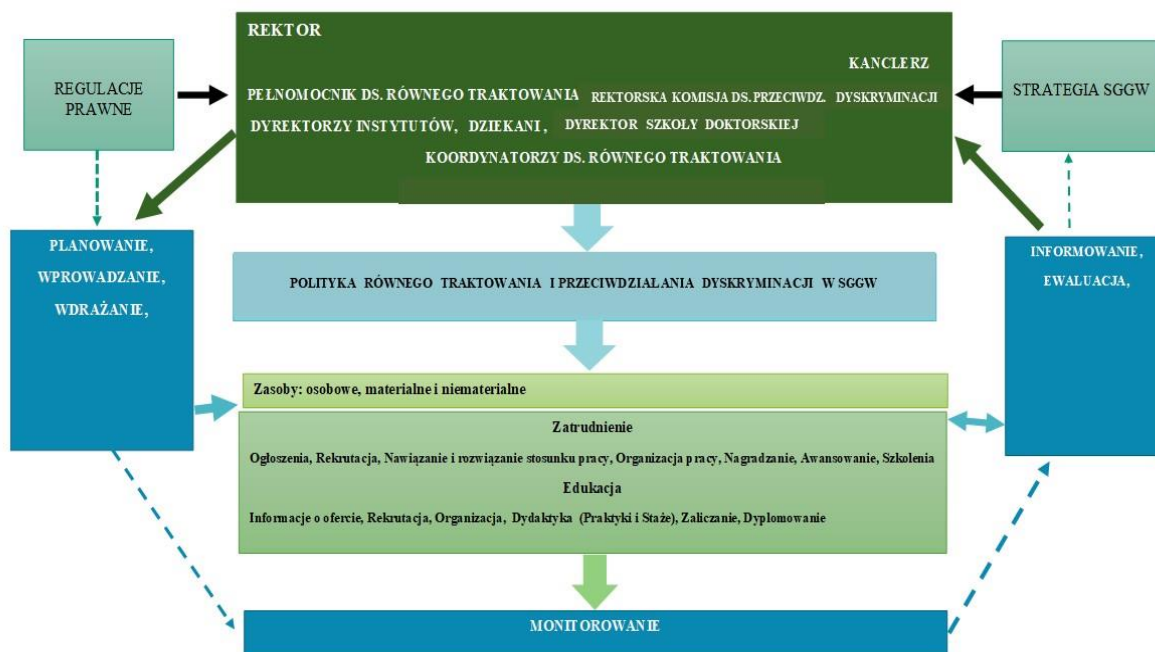 REKTOR
KANCLERZ
REGULACJE
PRAWNE
STRATEGIA SGGW
PEŁNOMOCNIK DS. RÓWNEGO TRAKTOWANIA REKTORSKA KOMISJA DS. PRZECIWDZ. DYSKRYMINACJI
DYREKTORZY INSTYTUTÓW, DZIEKANI, DYREKTOR SZKOŁY DOKTORSKIEJ
KOORDYNATORZY DS. RÓWNEGO TRAKTOWANIA
PLANOWANIE,
WPROWADZANIE,
WDRAŻANIE,
INFORMOWANIE,
EWALUACJA,
POLITYKA RÓWNEGO TRAKTOWANIA I PRZECIWDZIALANIA DYSKRYMINACJI W SGGW
Zasoby: osobowe, materialne i niematerialne
Zatrudnienie
Ogłoszenia, Rekrutacja, Nawiązanie i rozwiązanie stosunku pracy, Organizacja pracy, Nagradzanie, Awansowanie, Szkolenia
Edukacja
Informacje o ofercie, Rekrutacja, Organizacja, Dydaktyka (Praktyki i Staże), Zaliczanie, Dyplomowanie
MONITOROWANIE